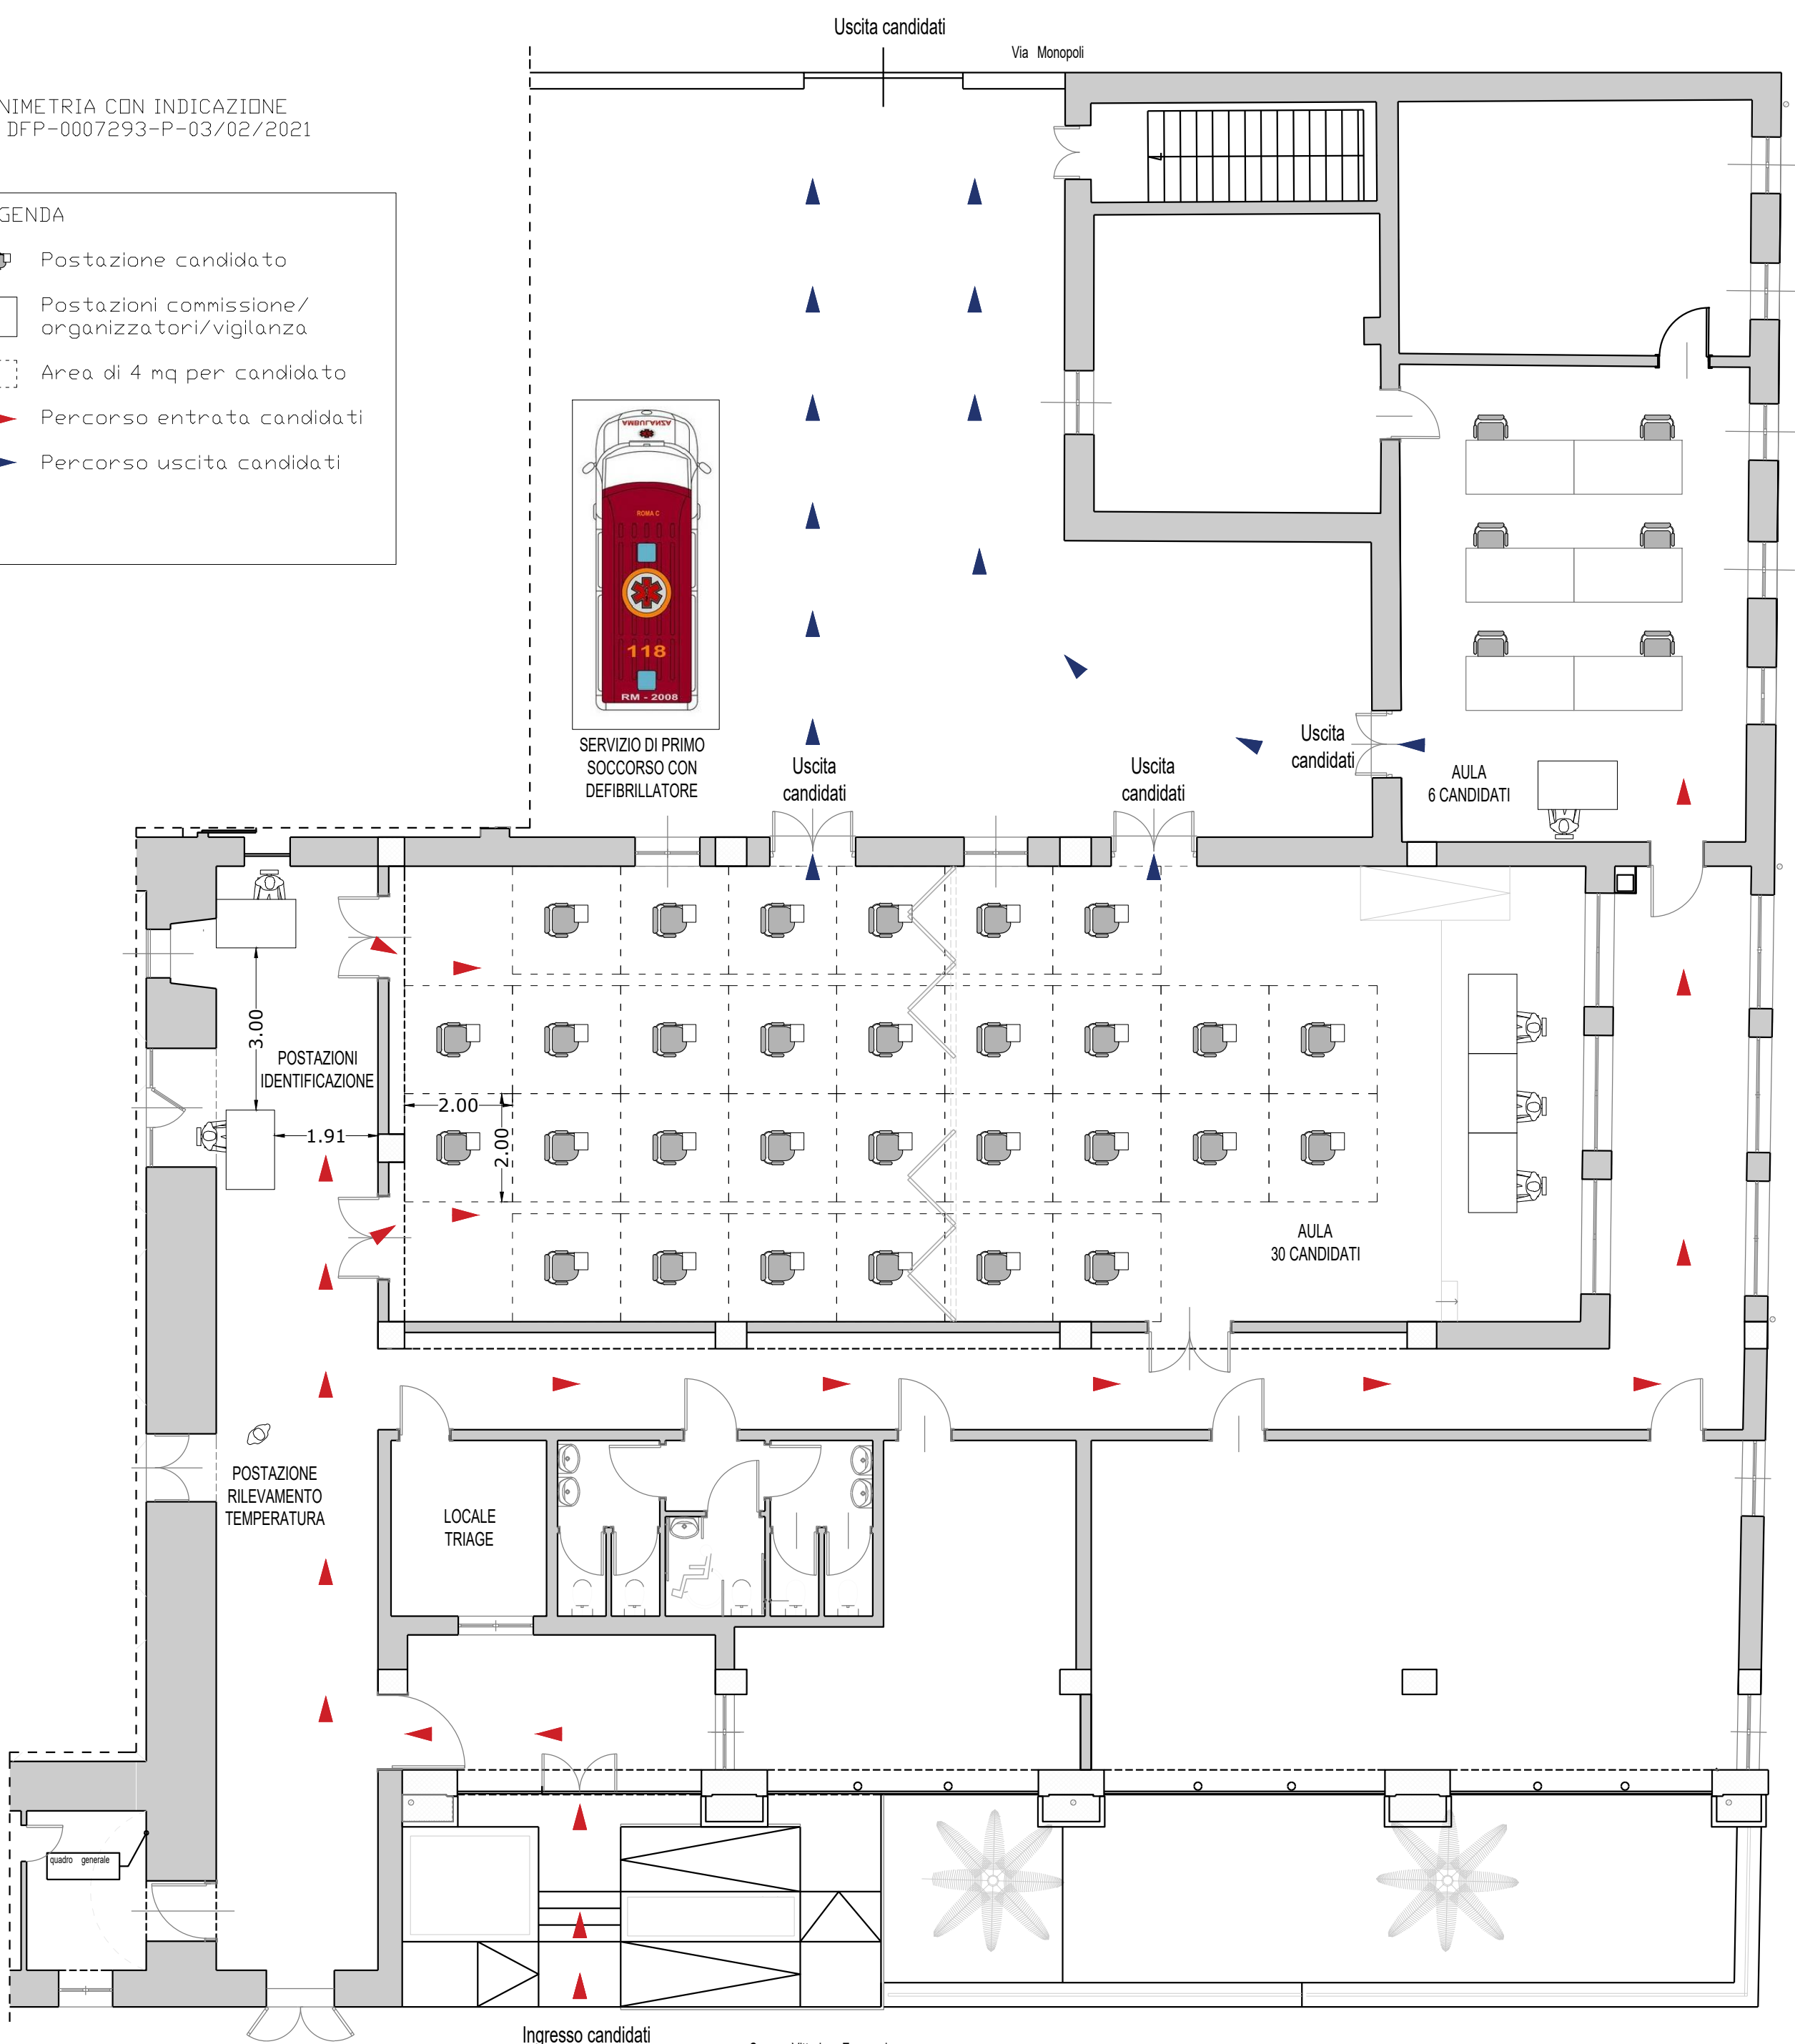 Uscita candidati
Via Monopoli
NIMETRIA CON INDICAZIONE
DFP-0007293-P-03/02/2021
GENDA
Postazione candidato
Postazioni commissione/
organizzatori/vigilanza
Area di 4 mq per candidato
Percorso entrata candidati
Percorso uscita candidati
AMBULANZA
ROMA C
118
RM - 2008
SERVIZIO DI PRIMO
SOCCORSO CON
DEFIBRILLATORE
Uscita
candidati
Uscita
candidati
Uscita
candidati
AULA
6 CANDIDATI
3.00
POSTAZIONI
IDENTIFICAZIONE
1.91
2.00
2.00
AULA
30 CANDIDATI
POSTAZIONE
RILEVAMENTO
TEMPERATURA
LOCALE
TRIAGE
quadro generale
Ingresso candidati